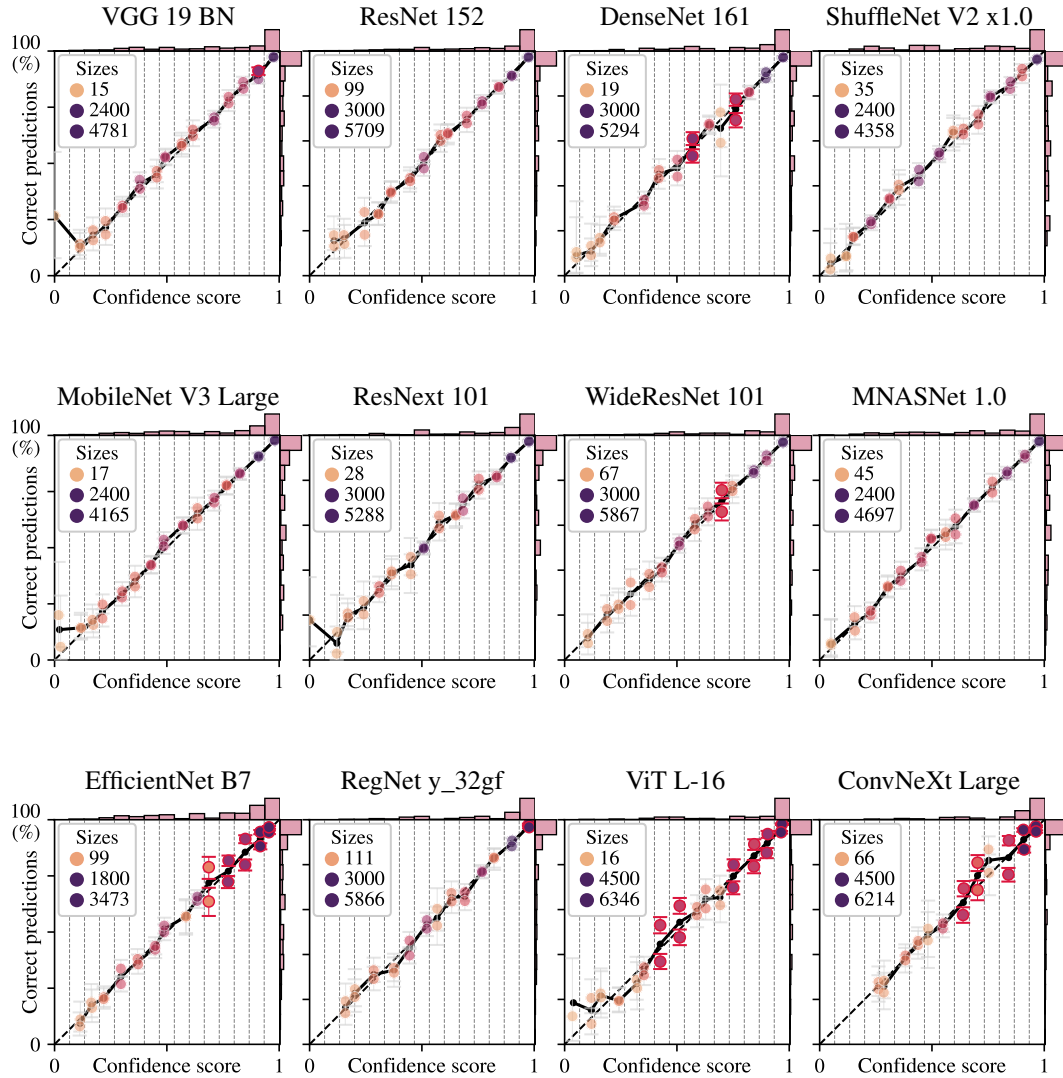 VGG 19 BN
ResNet 152
DenseNet 161
ShuffleNet V2 x1.0
100
(%)
Correct predictions
0
Sizes
15
2400
4781
0
Confidence score
1
Sizes
99
3000
5709
0
Confidence score
1
Sizes
19
3000
5294
0
Confidence score
1
Sizes
35
2400
4358
0
Confidence score
1
MobileNet V3 Large
ResNext 101
WideResNet 101
MNASNet 1.0
100
(%)
Correct predictions
0
Sizes
17
2400
4165
0
Confidence score
1
Sizes
28
3000
5288
0
Confidence score
1
Sizes
67
3000
5867
0
Confidence score
1
Sizes
45
2400
4697
0
Confidence score
1
EfficientNet B7
RegNet y_32gf
ViT L-16
ConvNeXt Large
100
(%)
Correct predictions
0
Sizes
99
1800
3473
0
Confidence score
1
Sizes
111
3000
5866
0
Confidence score
1
Sizes
16
4500
6346
0
Confidence score
1
Sizes
66
4500
6214
0
Confidence score
1